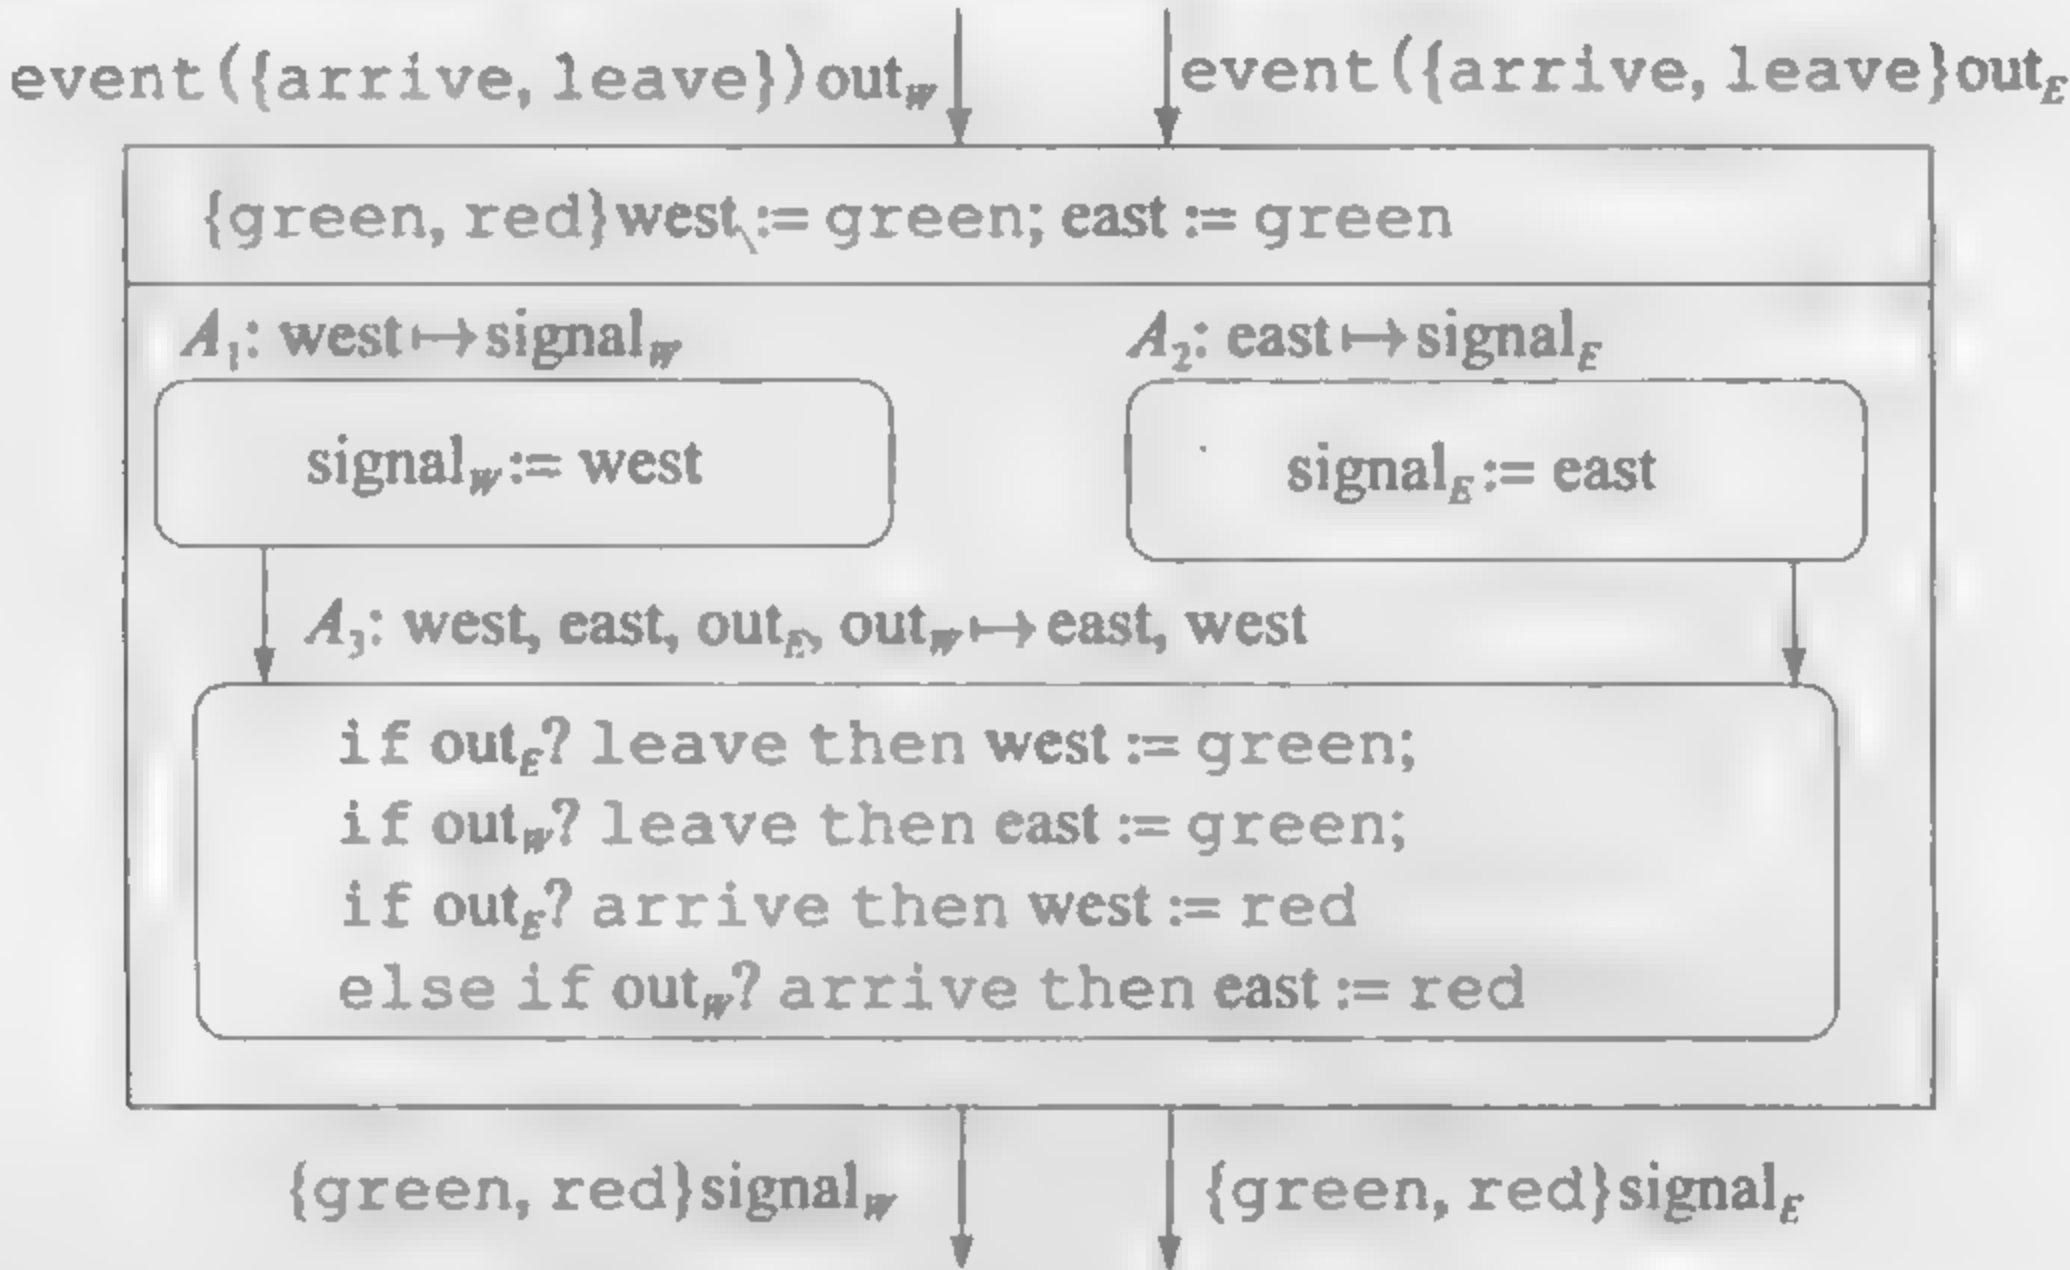 event({arrive, leave})out_W event({arrive, leave}out_E
{green, red}west := green; east := green
A_1: west ↦ signal_W A_2: east ↦ signal_E
signal_W := west signal_E := east
A_3: west, east, out_E, out_W ↦ east, west
if out_E? leave then west := green;
if out_W? leave then east := green;
if out_E? arrive then west := red
else if out_W? arrive then east := red
{green, red}signal_W {green, red}signal_E